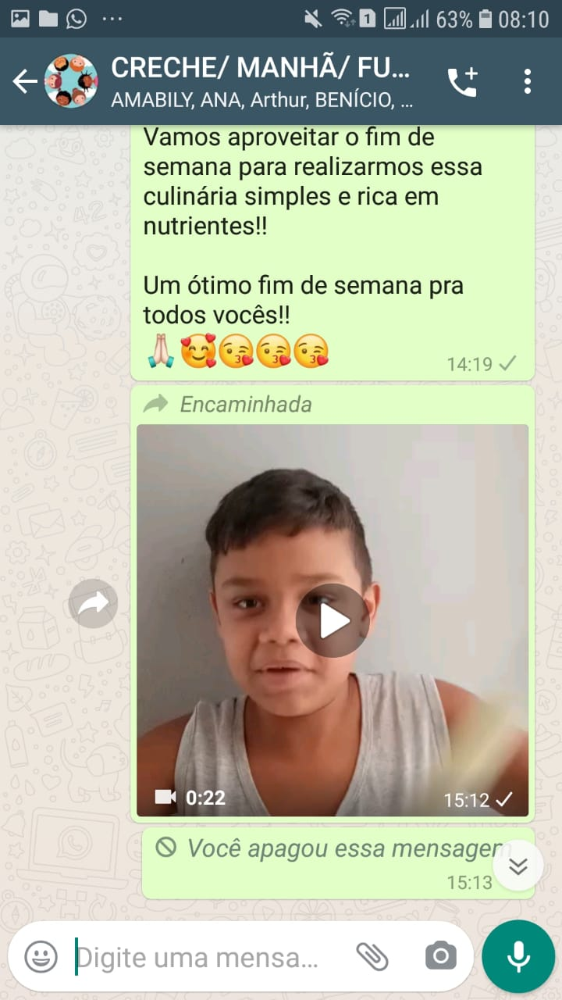 63% 08:10
1
CRECHE/ MANHÃ/ FU...
AMABILY, ANA, Arthur, BENÍCIO, ...
Vamos aproveitar o fim de
semana para realizarmos essa
culinária simples e rica em
nutrientes!!
Um ótimo fim de semana pra
todos vocês!!
🙏🏻🥰😘😘😘
14:19
Encaminhada
0:22
15:12
Você apagou essa mensagem
15:13
Digite uma mensa...